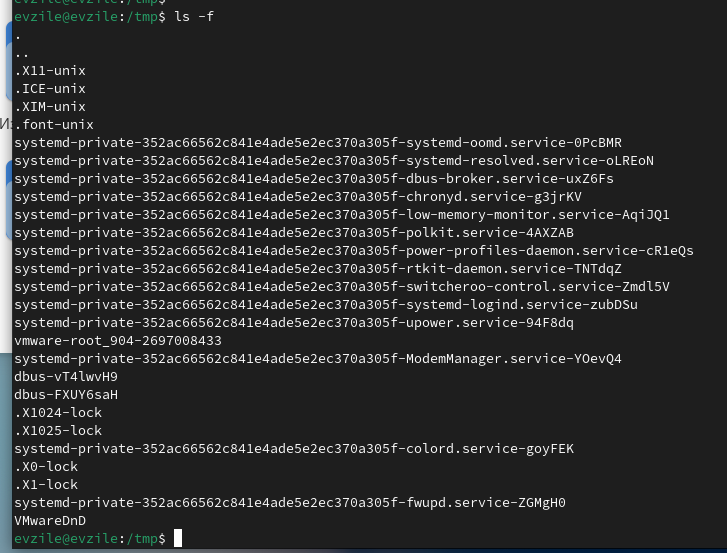 evzile@evzile:/tmp$
evzile@evzile:/tmp$ ls -f
.
..
.X11-unix
.ICE-unix
.XIM-unix
.font-unix
systemd-private-352ac66562c841e4ade5e2ec370a305f-systemd-oomd.service-0PcBMR
systemd-private-352ac66562c841e4ade5e2ec370a305f-systemd-resolved.service-oLREoN
systemd-private-352ac66562c841e4ade5e2ec370a305f-dbus-broker.service-uxZ6Fs
systemd-private-352ac66562c841e4ade5e2ec370a305f-chronyd.service-g3jrKV
systemd-private-352ac66562c841e4ade5e2ec370a305f-low-memory-monitor.service-AqiJQ1
systemd-private-352ac66562c841e4ade5e2ec370a305f-polkit.service-4AXZAB
systemd-private-352ac66562c841e4ade5e2ec370a305f-power-profiles-daemon.service-cR1eQs
systemd-private-352ac66562c841e4ade5e2ec370a305f-rtkit-daemon.service-TNTdqZ
systemd-private-352ac66562c841e4ade5e2ec370a305f-switcheroo-control.service-Zmdl5V
systemd-private-352ac66562c841e4ade5e2ec370a305f-systemd-logind.service-zubDSu
systemd-private-352ac66562c841e4ade5e2ec370a305f-upower.service-94F8dq
vmware-root_904-2697008433
systemd-private-352ac66562c841e4ade5e2ec370a305f-ModemManager.service-YOevQ4
dbus-vT4lwvH9
dbus-FXUY6saH
.X1024-lock
.X1025-lock
systemd-private-352ac66562c841e4ade5e2ec370a305f-colord.service-goyFEK
.X0-lock
.X1-lock
systemd-private-352ac66562c841e4ade5e2ec370a305f-fwupd.service-ZGMgH0
VMwareDnD
evzile@evzile:/tmp$